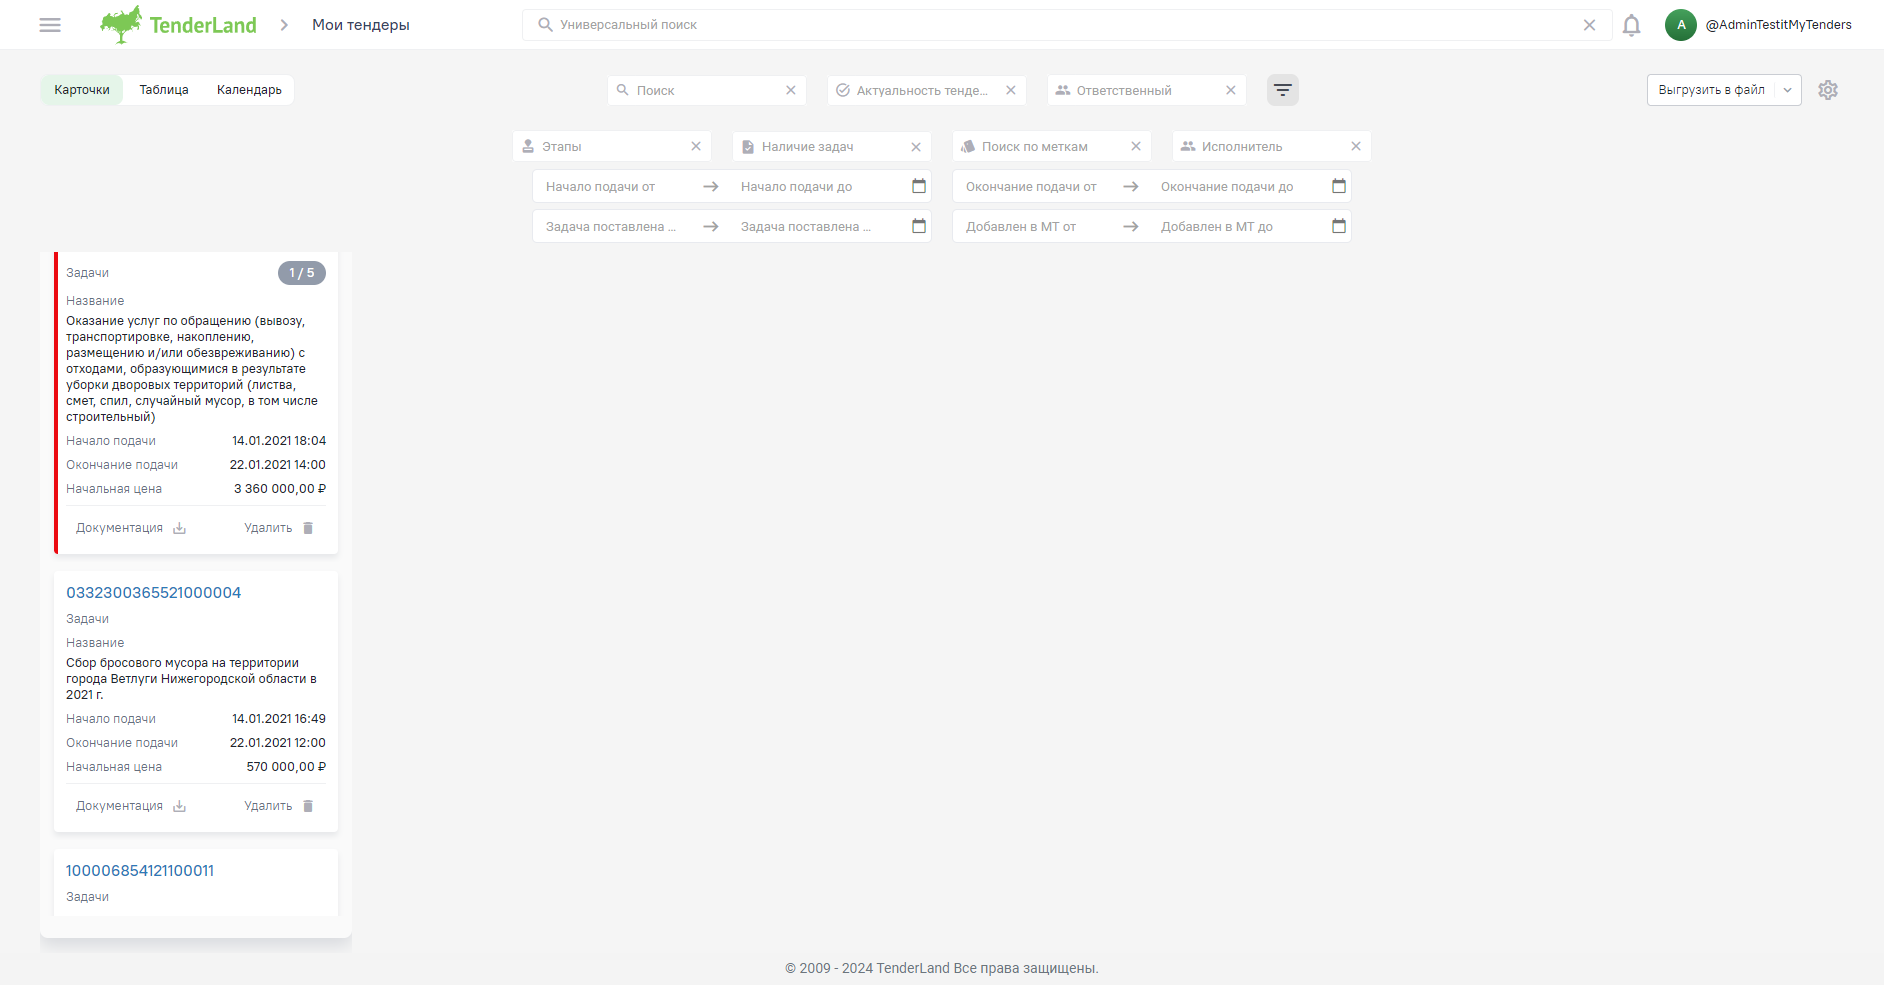 TenderLand
Мои тендеры
Универсальный поиск
A
@AdminTestitMyTenders
Карточки
Таблица
Календарь
Поиск
Актуальность тенде...
Ответственный
Выгрузить в файл
Этапы
Наличие задач
Поиск по меткам
Исполнитель
Начало подачи от
Начало подачи до
Окончание подачи от
Окончание подачи до
Задача поставлена ...
Задача поставлена ...
Добавлен в МТ от
Добавлен в МТ до
Задачи
1 / 5
Название
Оказание услуг по обращению (вывозу,
транспортировке, накоплению,
размещению и/или обезвреживанию) с
отходами, образующимися в результате
уборки дворовых территорий (листва,
смет, спил, случайный мусор, в том числе
строительный)
Начало подачи
14.01.2021 18:04
Окончание подачи
22.01.2021 14:00
Начальная цена
3 360 000,00 ₽
Документация
Удалить
0332300365521000004
Задачи
Название
Сбор бросового мусора на территории
города Ветлуги Нижегородской области в
2021 г.
Начало подачи
14.01.2021 16:49
Окончание подачи
22.01.2021 12:00
Начальная цена
570 000,00 ₽
Документация
Удалить
100006854121100011
Задачи
© 2009 - 2024 TenderLand Все права защищены.